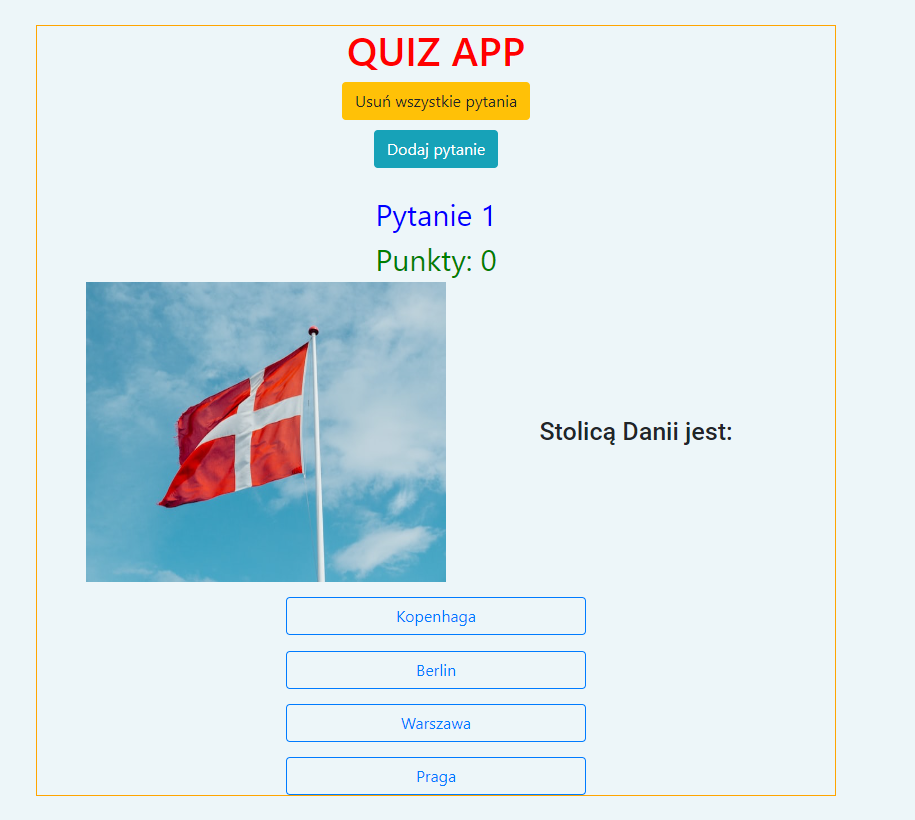 QUIZ APP
Usuń wszystkie pytania
Dodaj pytanie
Pytanie 1
Punkty: 0
Stolicą Danii jest:
Kopenhaga
Berlin
Warszawa
Praga